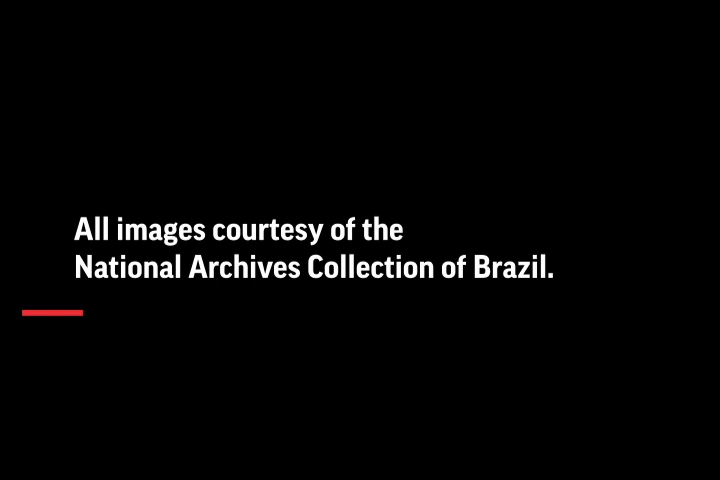 All images courtesy of the
National Archives Collection of Brazil.